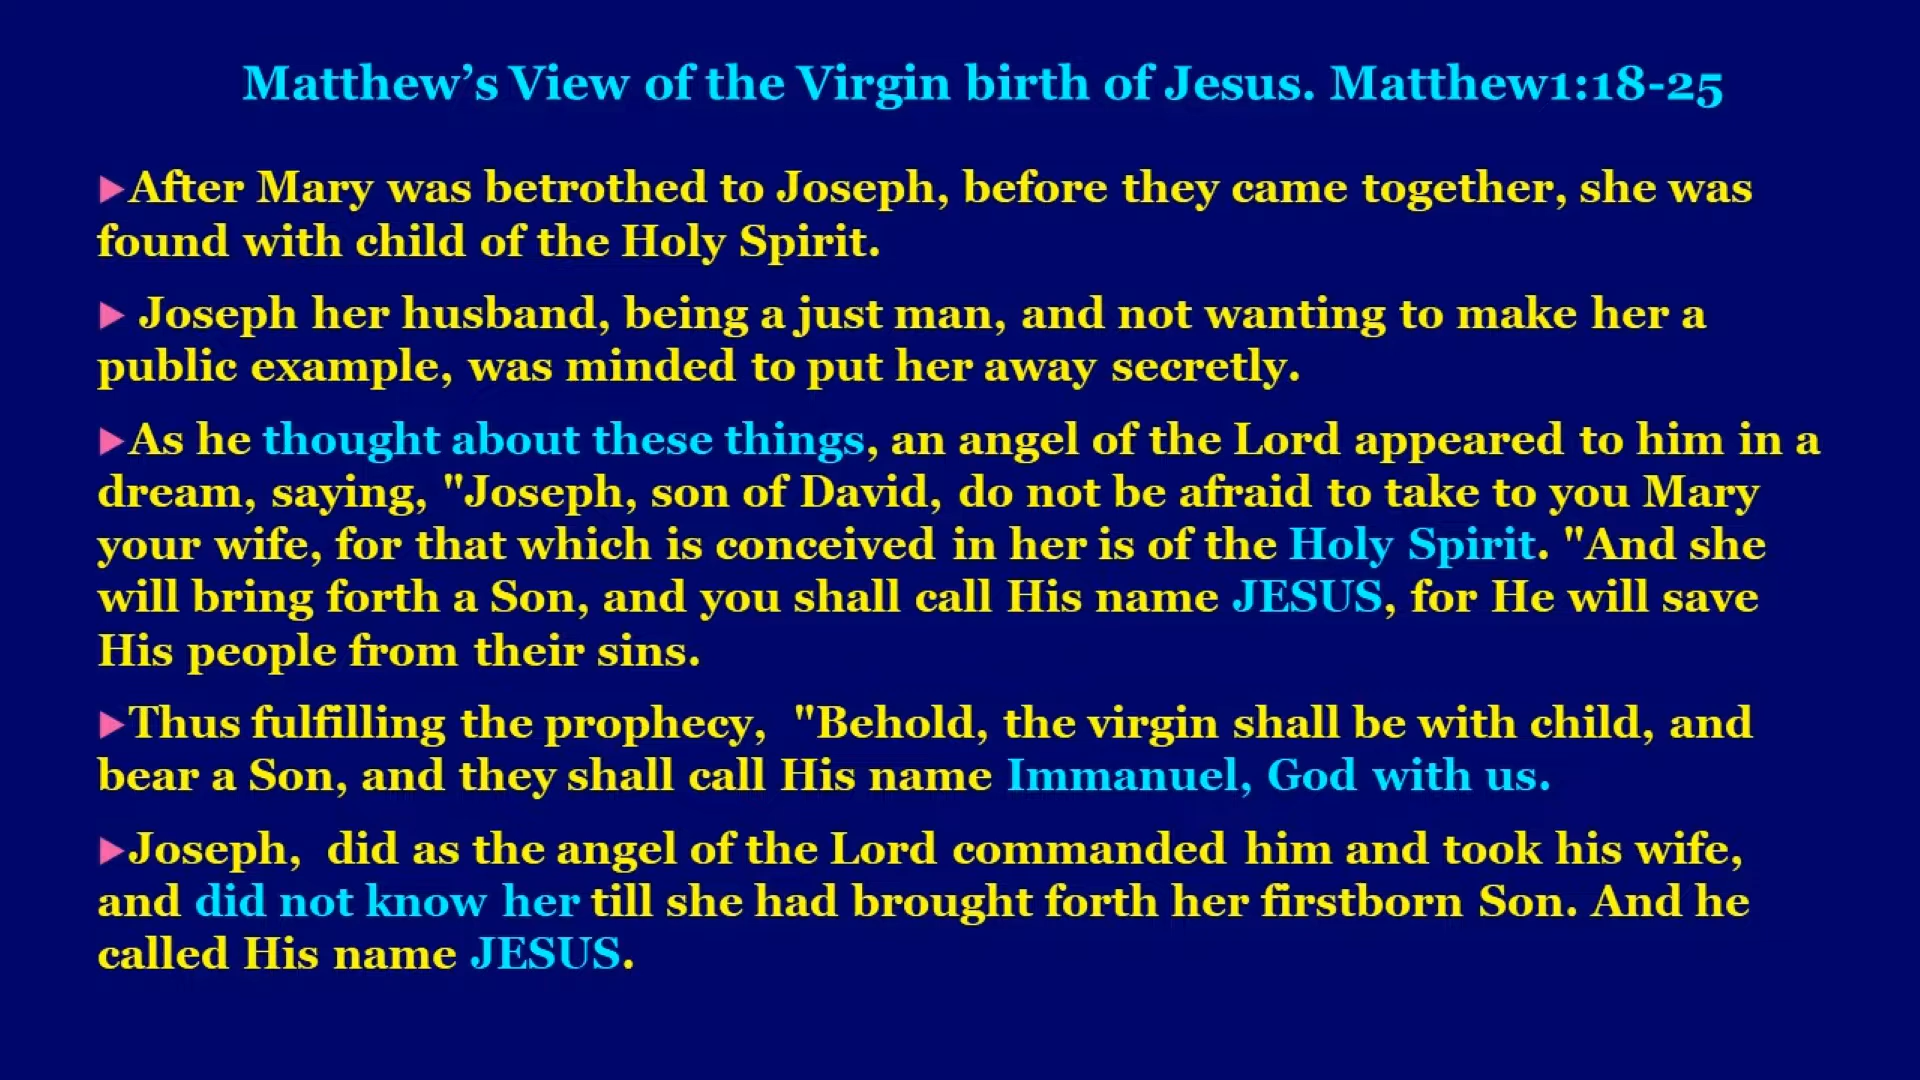 Matthew’s View of the Virgin birth of Jesus. Matthew1:18-25
▶After Mary was betrothed to Joseph, before they came together, she was
found with child of the Holy Spirit.
▶ Joseph her husband, being a just man, and not wanting to make her a
public example, was minded to put her away secretly.
▶As he thought about these things, an angel of the Lord appeared to him in a
dream, saying, "Joseph, son of David, do not be afraid to take to you Mary
your wife, for that which is conceived in her is of the Holy Spirit. "And she
will bring forth a Son, and you shall call His name JESUS, for He will save
His people from their sins.
▶Thus fulfilling the prophecy,  "Behold, the virgin shall be with child, and
bear a Son, and they shall call His name Immanuel, God with us.
▶Joseph,  did as the angel of the Lord commanded him and took his wife,
and did not know her till she had brought forth her firstborn Son. And he
called His name JESUS.